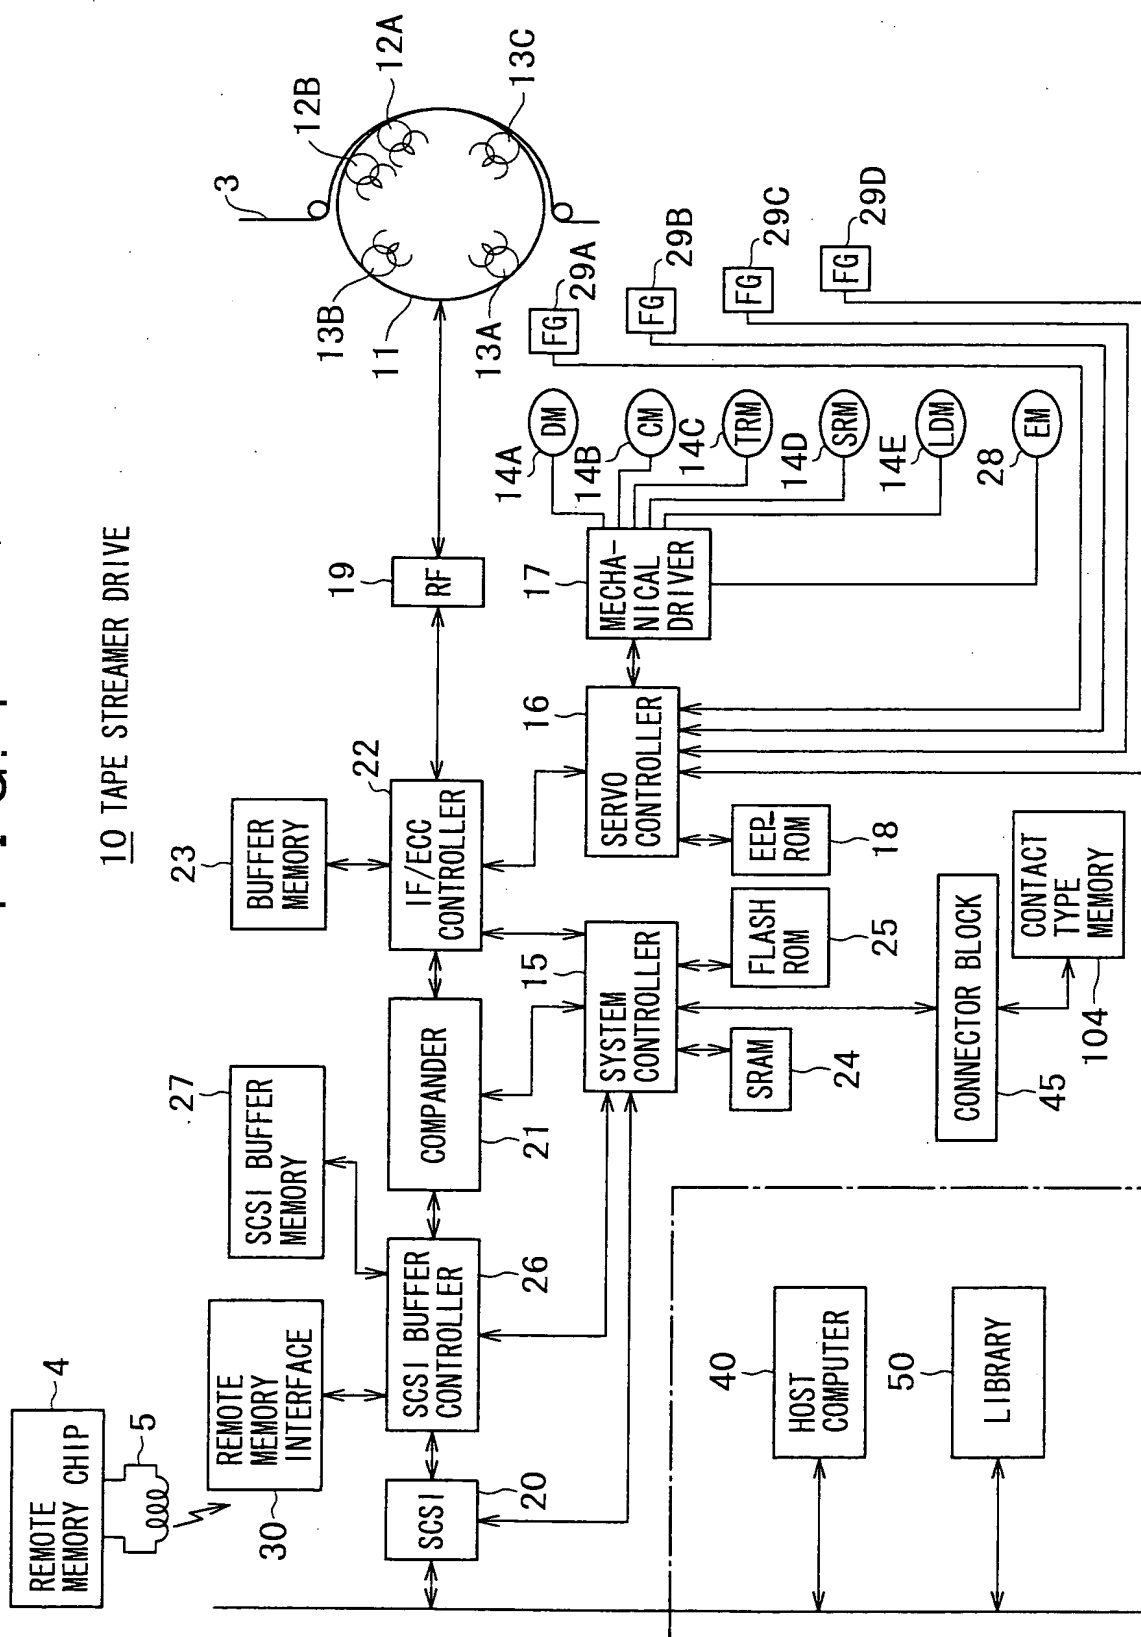 10 TAPE STREAMER DRIVE
REMOTE
MEMORY CHIP
4
5
REMOTE
MEMORY
INTERFACE
30
SCSI BUFFER
MEMORY
27
BUFFER
MEMORY
23
3
12B
12A
13C
13B
11
13A
SCSI
20
SCSI BUFFER
CONTROLLER
26
COMPANDER
21
IF/ECC
CONTROLLER
22
RF
19
SYSTEM
CONTROLLER
15
SERVO
CONTROLLER
16
MECHA-
NICAL
DRIVER
17
DM
14A
CM
14B
TRM
14C
SRM
14D
LDM
14E
EM
28
FG
29A
FG
29B
FG
29C
FG
29D
SRAM
24
FLASH
ROM
25
EEP-
ROM
18
CONNECTOR BLOCK
45
CONTACT
TYPE
MEMORY
104
HOST
COMPUTER
40
LIBRARY
50